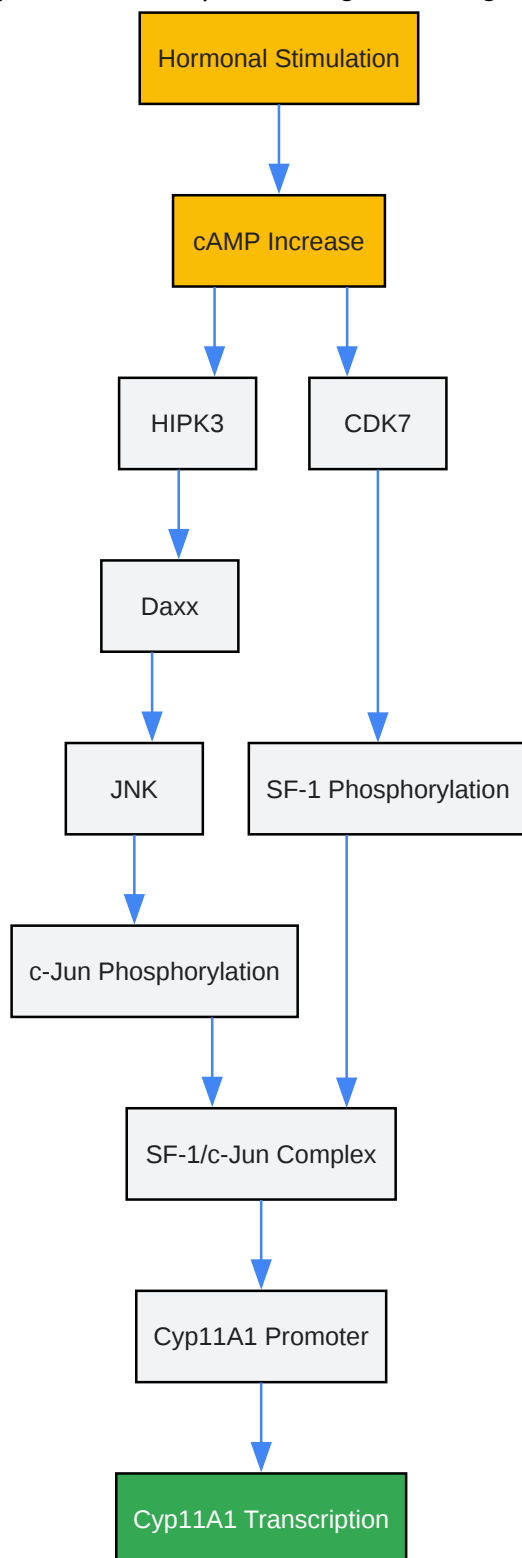 Hormonal Stimulation
cAMP Increase
HIPK3
CDK7
Daxx
JNK
SF-1 Phosphorylation
c-Jun Phosphorylation
SF-1/c-Jun Complex
Cyp11A1 Promoter
Cyp11A1 Transcription